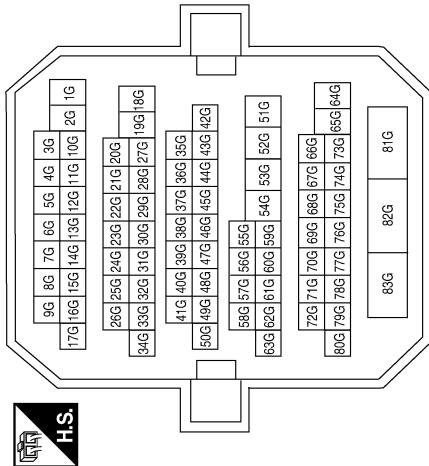 H.S.
9G 8G 7G 6G 5G 4G 3G
17G 16G 15G 14G 13G 12G 11G 10G 2G 1G
26G 25G 24G 23G 22G 21G 20G
34G 33G 32G 31G 30G 29G 28G 27G 19G 18G
41G 40G 39G 38G 37G 36G 35G
50G 49G 48G 47G 46G 45G 44G 43G 42G
58G 57G 56G 55G
63G 62G 61G 60G 59G 54G 53G 52G 51G
72G 71G 70G 69G 68G 67G 66G
80G 79G 78G 77G 76G 75G 74G 73G 65G 64G
83G 82G 81G